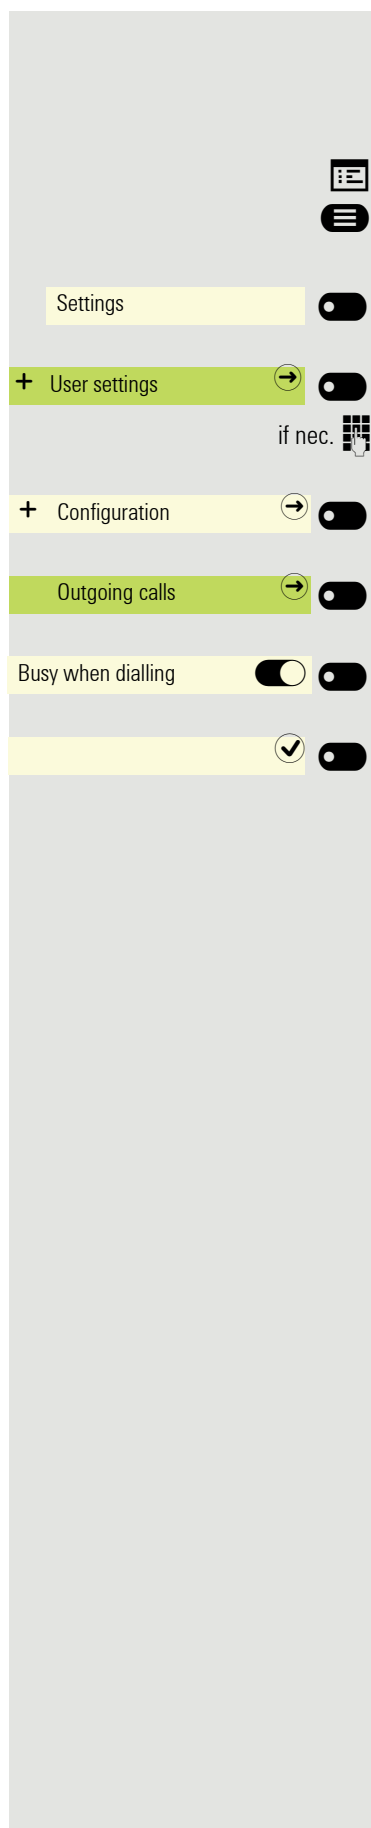 Settings
+ User settings
if nec.
+ Configuration
Outgoing calls
Busy when dialling